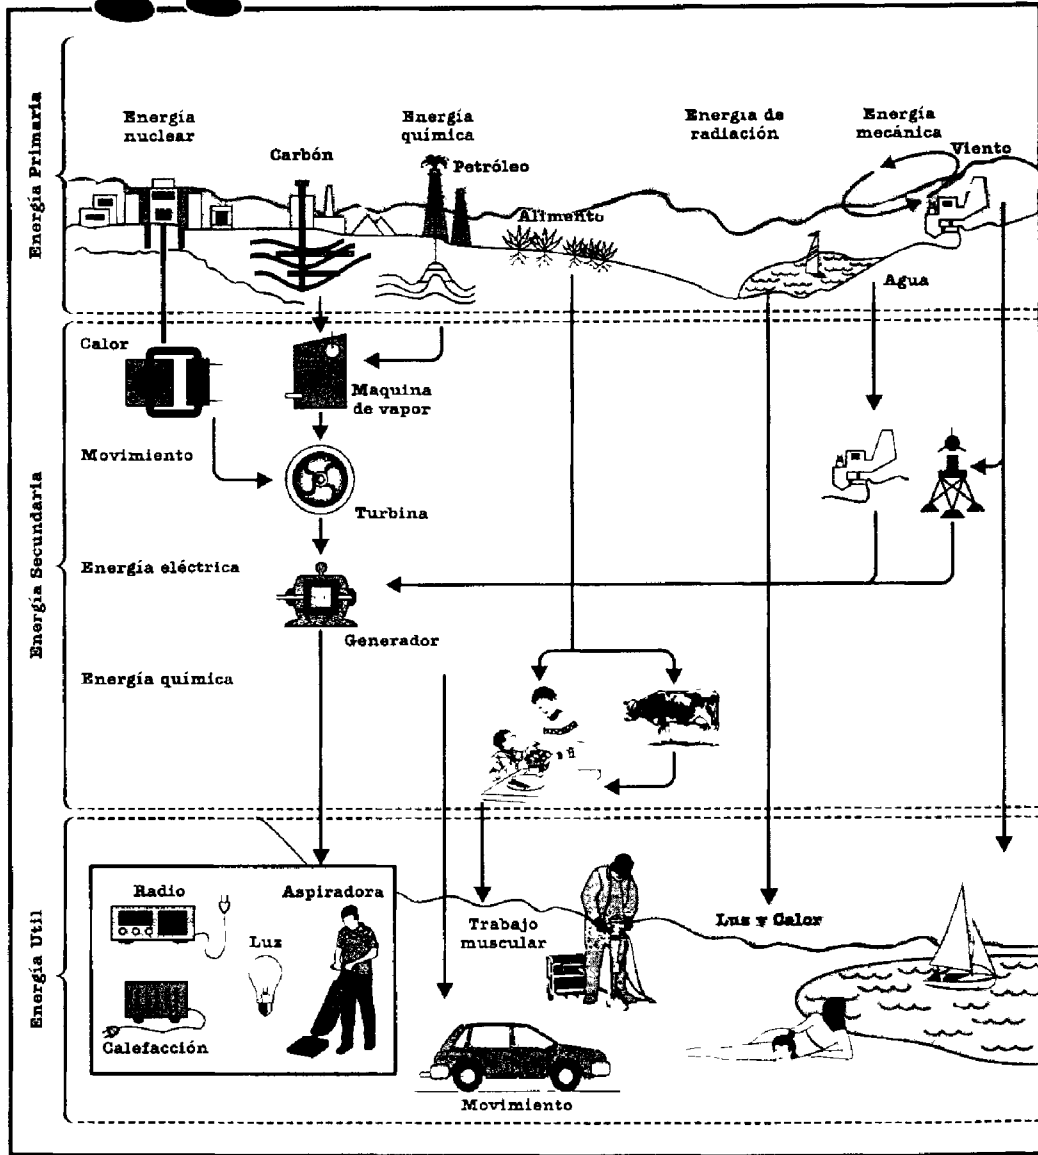 Energía Primaria
Energía
nuclear
Carbón
Energía
química
Petróleo
Alimento
Energia de
radiación
Energía
mecánica
Viento
Agua
Energía Secundaria
Calor
Maquina
de vapor
Movimiento
Turbina
Energía eléctrica
Generador
Energía química
Energía Util
Radio
Aspiradora
Luz
Calefacción
Trabajo
muscular
Luz y Calor
Movimiento